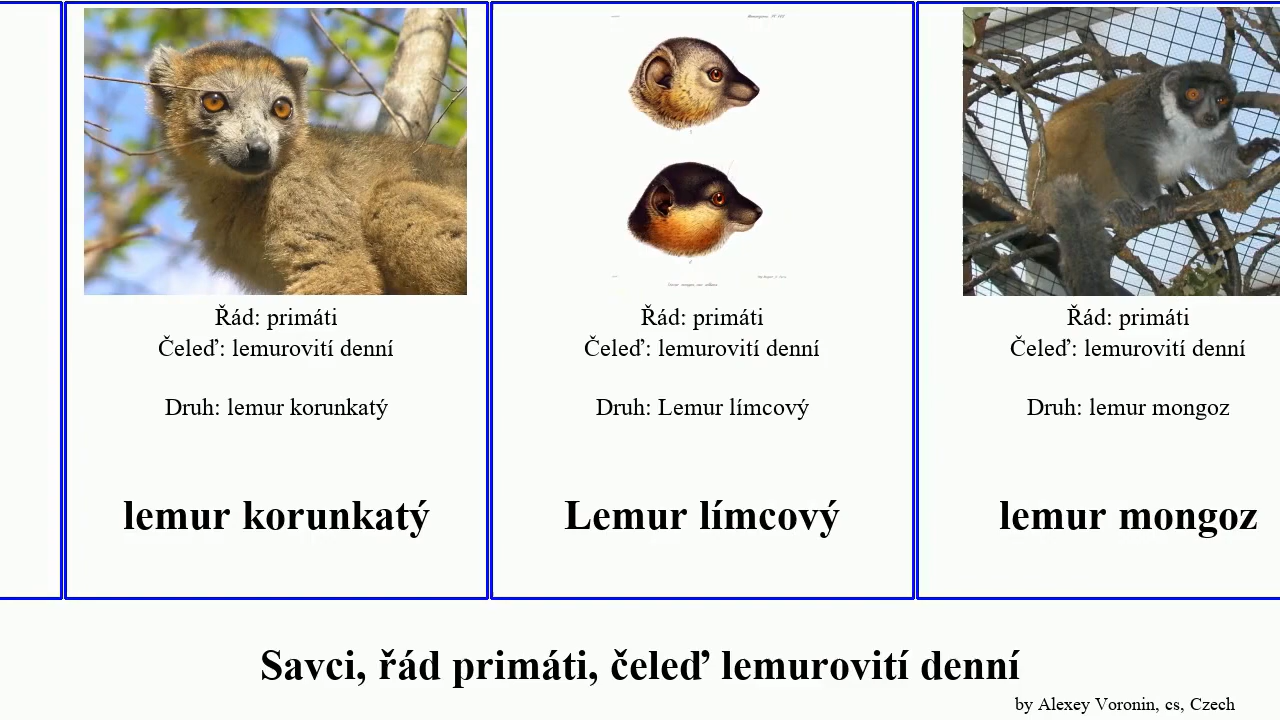 Řád: primáti
Čeleď: lemurovití denní
Druh: lemur korunkatý
lemur korunkatý
Řád: primáti
Čeleď: lemurovití denní
Druh: Lemur límcový
Lemur límcový
Řád: primáti
Čeleď: lemurovití denní
Druh: lemur mongoz
lemur mongoz
Savci, řád primáti, čeleď lemurovití denní
by Alexey Voronin, cs, Czech